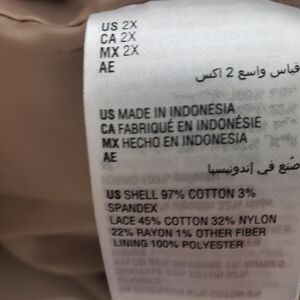 US 2X
CA 2X
MX 2X
AE
قياس واسع 2 اكس
US MADE IN INDONESIA
CA FABRIQUÉ EN INDONÉSIE
MX HECHO EN INDONESIA
AE
صُنع في إندونيسيا
US SHELL 97% COTTON 3%
SPANDEX
LACE 45% COTTON 32% NYLON
22% RAYON 1% OTHER FIBER
LINING 100% POLYESTER